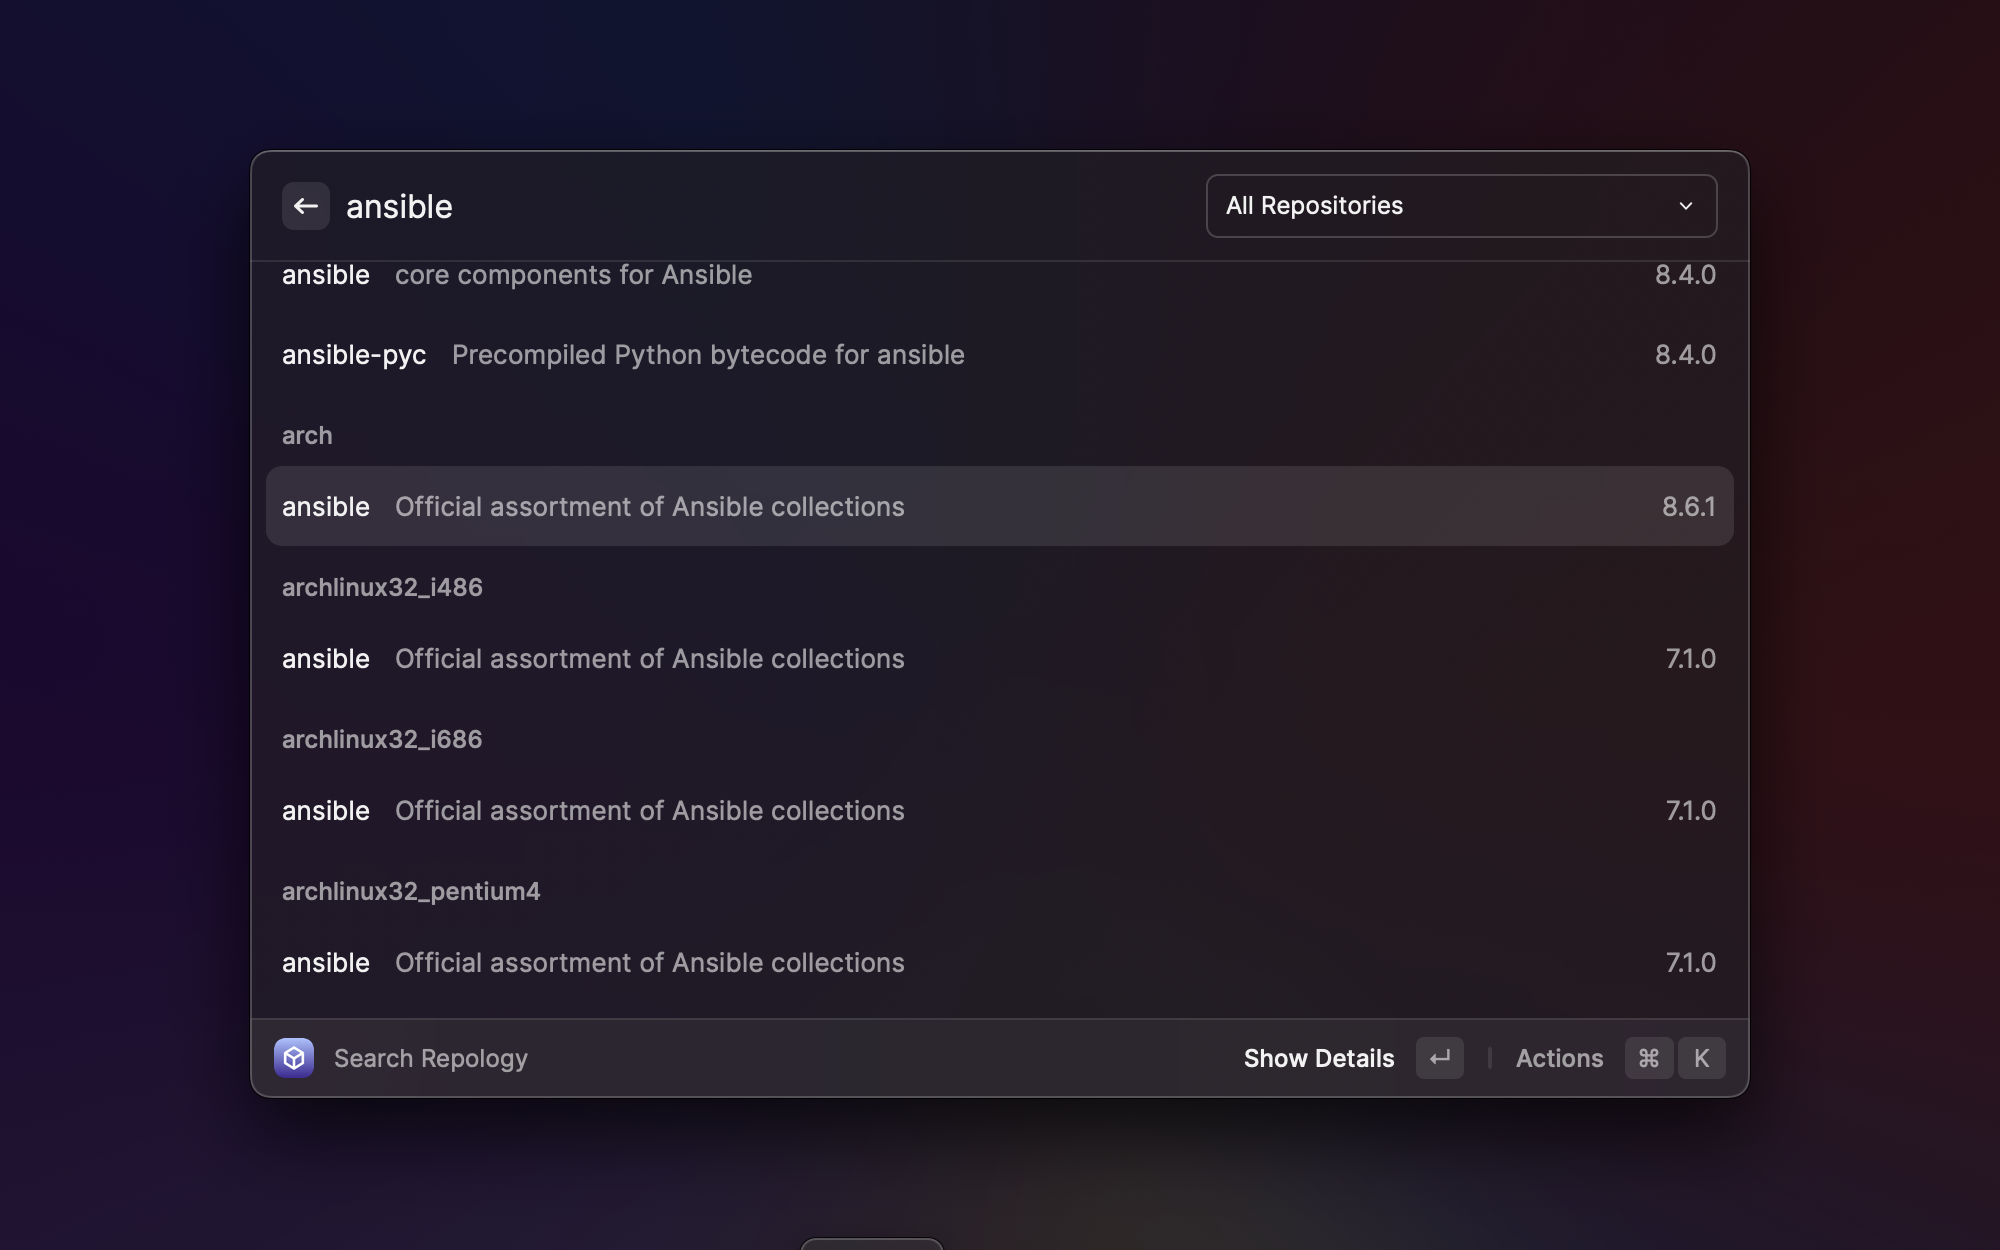 ansible All Repositories
ansible core components for Ansible 8.4.0
ansible-pyc Precompiled Python bytecode for ansible 8.4.0
arch
ansible Official assortment of Ansible collections 8.6.1
archlinux32_i486
ansible Official assortment of Ansible collections 7.1.0
archlinux32_i686
ansible Official assortment of Ansible collections 7.1.0
archlinux32_pentium4
ansible Official assortment of Ansible collections 7.1.0
Search Repology Show Details ↵ Actions ⌘ K